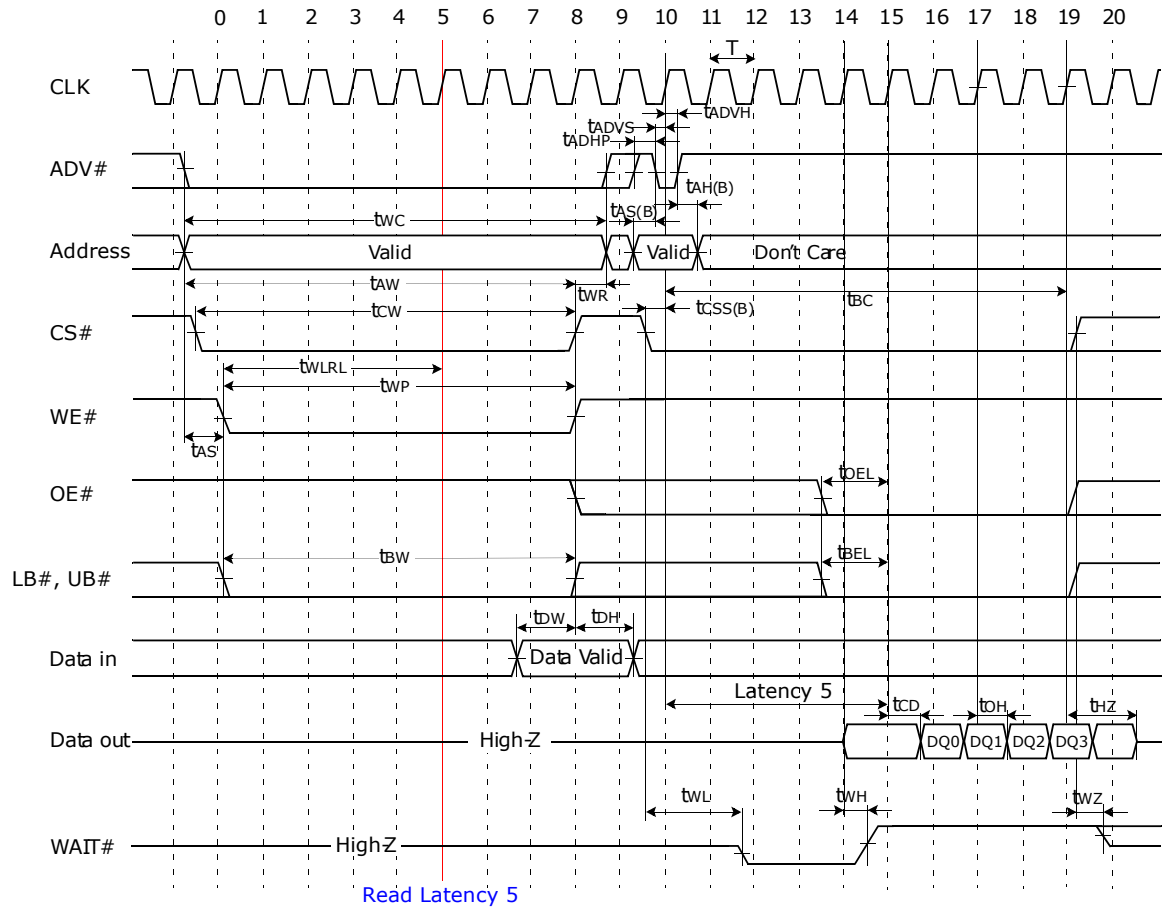 0 1 2 3 4 5 6 7 8 9 10 11 12 13 14 15 16 17 18 19 20
T
CLK
tADVH
tADVS
tADHP
ADV#
tAH(B)
tWC
tAS(B)
Address Valid Valid Don't Care
tAW
tWR
tBC
tCW
tCSS(B)
CS#
tWLRL
tWP
WE#
tAS
tOEL
OE#
tBW
tBEL
LB#, UB#
tDW tDH
Data in Data Valid
Latency 5
tCD tOH tHZ
Data out High-Z DQ0 DQ1 DQ2 DQ3
tWL tWH tWZ
WAIT# High-Z
Read Latency 5